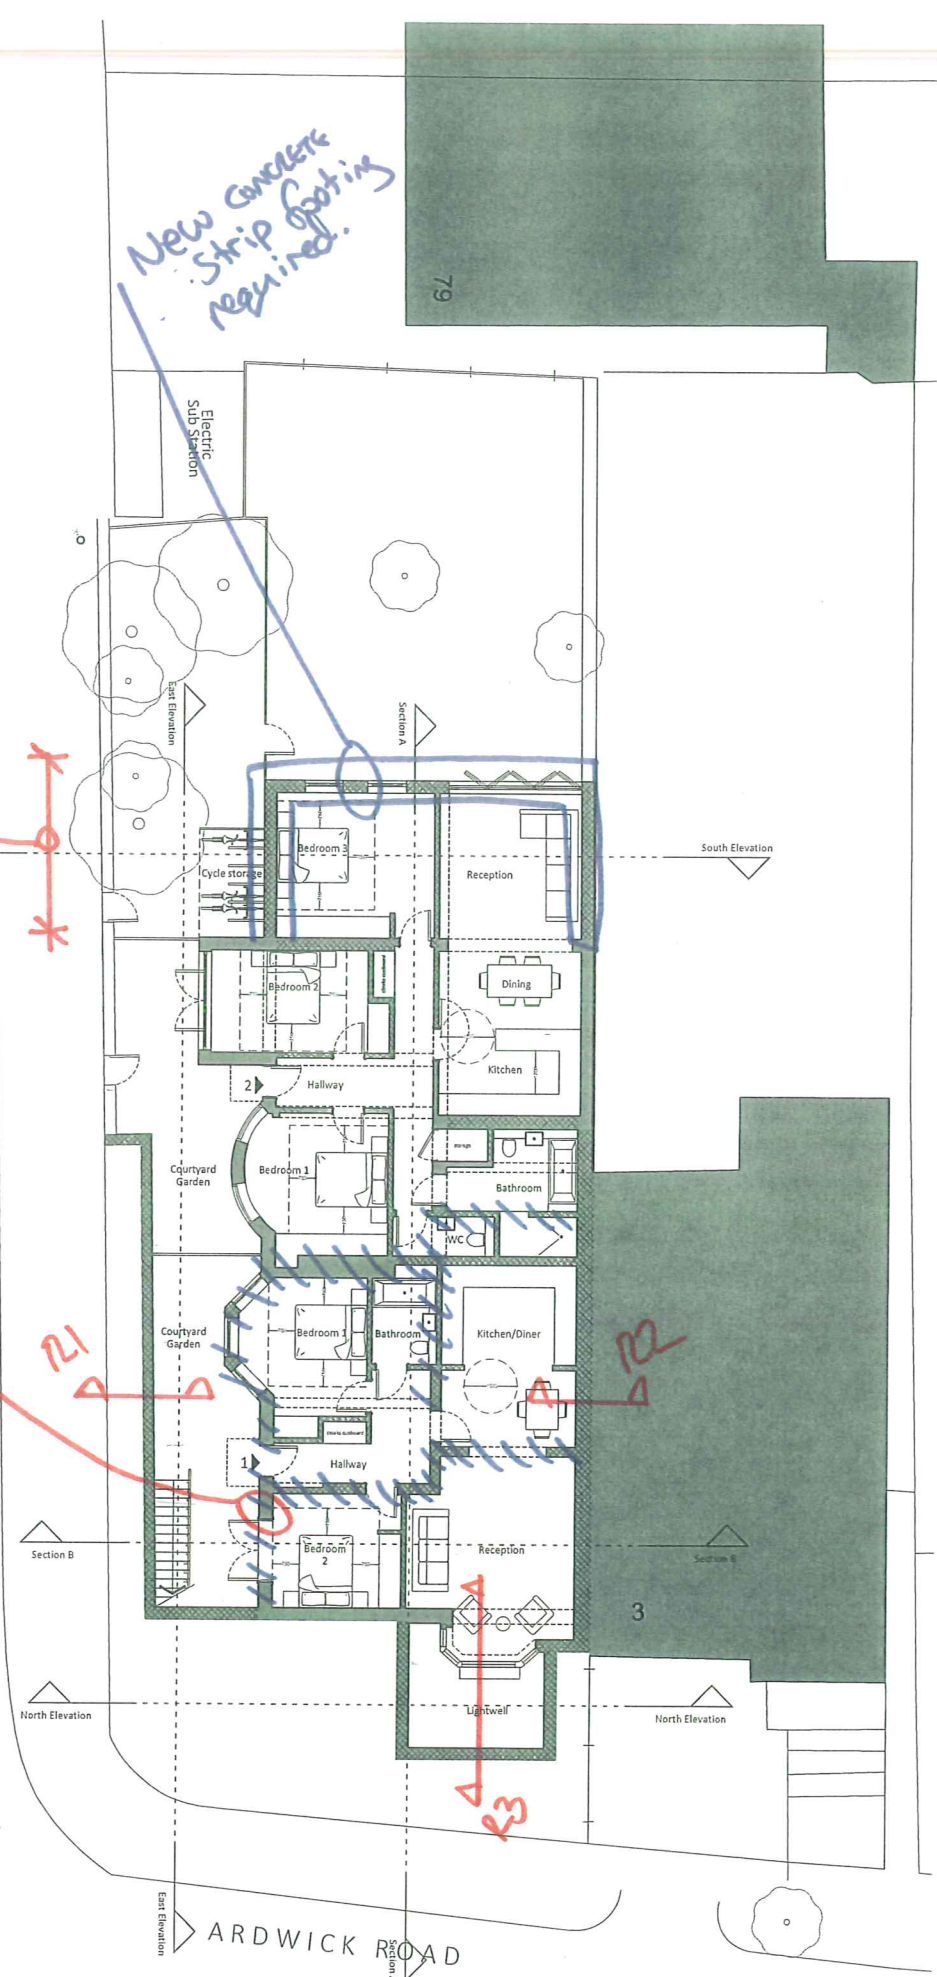 New CONCRETE
Strip footing
required.
79
Electric
Sub Station
East Elevation
Section A
South Elevation
Bedroom 3
Reception
Cycle storage
Bedroom 2
Dining
Kitchen
2
Hallway
Courtyard
Garden
Bedroom 1
storage
Bathroom
WC
Courtyard
Garden
Bedroom 1
Bathroom
Kitchen/Diner
R1
R2
1
Hallway
Bedroom
2
Reception
Section B
Section B
3
North Elevation
Lightwell
North Elevation
R3
East Elevation
ARDWICK ROAD